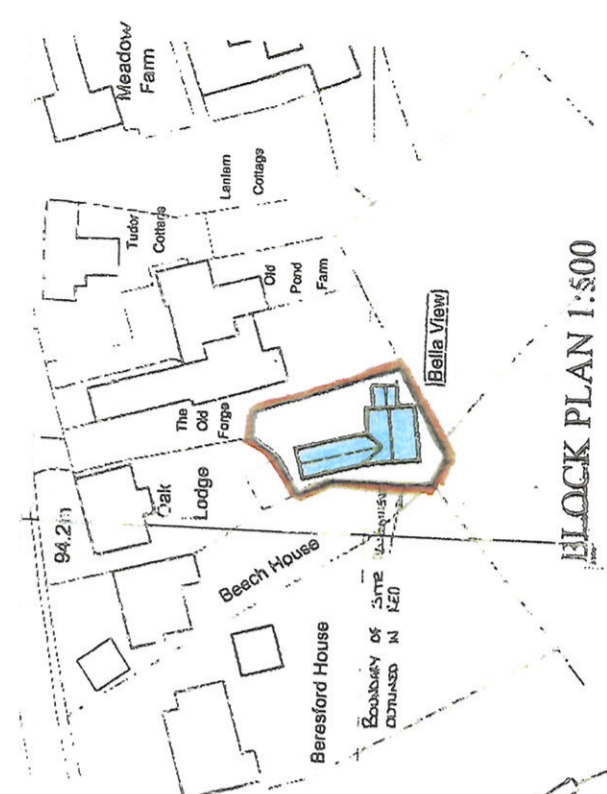 Meadow
Farm
Lanlem
Cottage
Tudor
Cottage
Old
Pond
Farm
The
Old
Forge
Oak
Lodge
94.2m
Beech House
Beresford House
Bella View
BOUNDARY OF SITE
OUTLINED IN RED
BLOCK PLAN 1:500